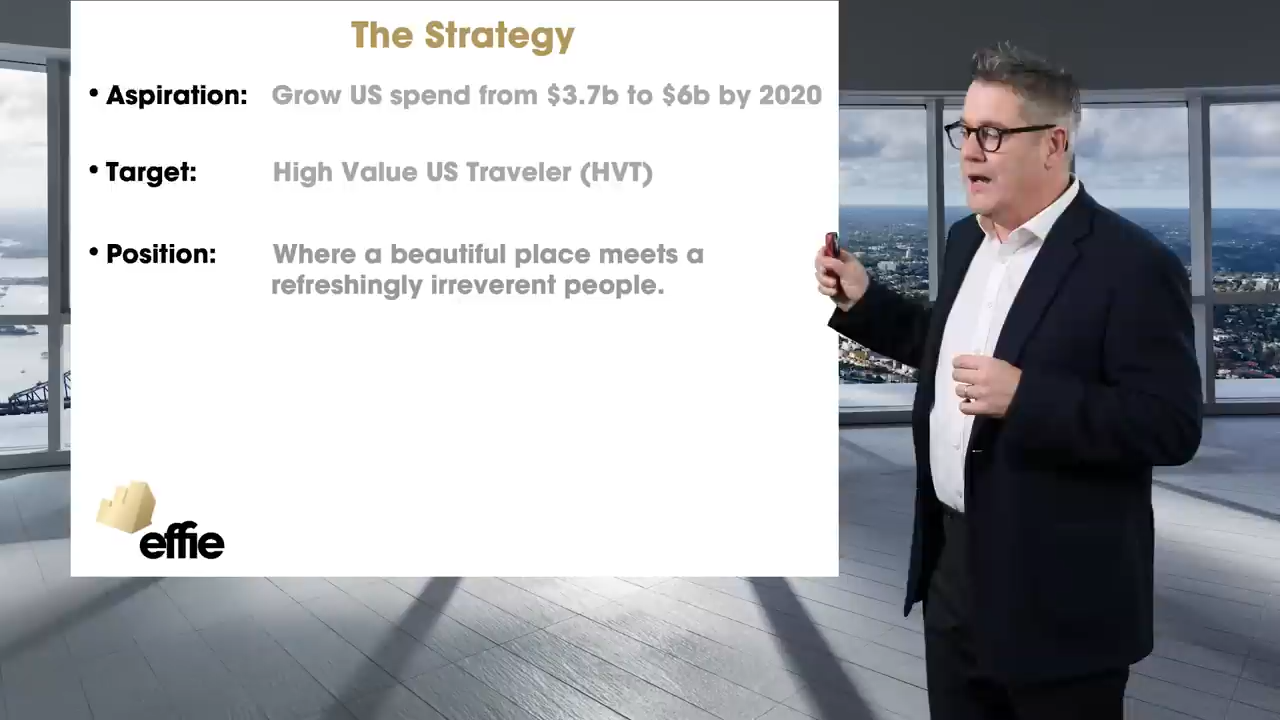 The Strategy
• Aspiration: Grow US spend from $3.7b to $6b by 2020
• Target: High Value US Traveler (HVT)
• Position: Where a beautiful place meets a
refreshingly irreverent people.
effie